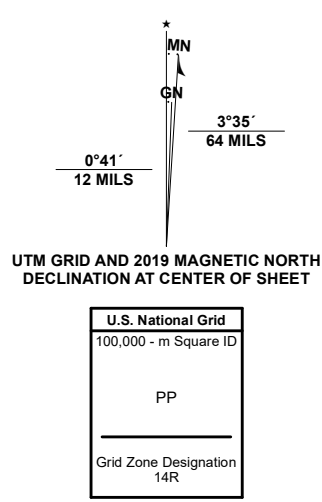 MN
GN
3°35´
64 MILS
0°41´
12 MILS
UTM GRID AND 2019 MAGNETIC NORTH
DECLINATION AT CENTER OF SHEET
U.S. National Grid
100,000 - m Square ID
PP
Grid Zone Designation
14R